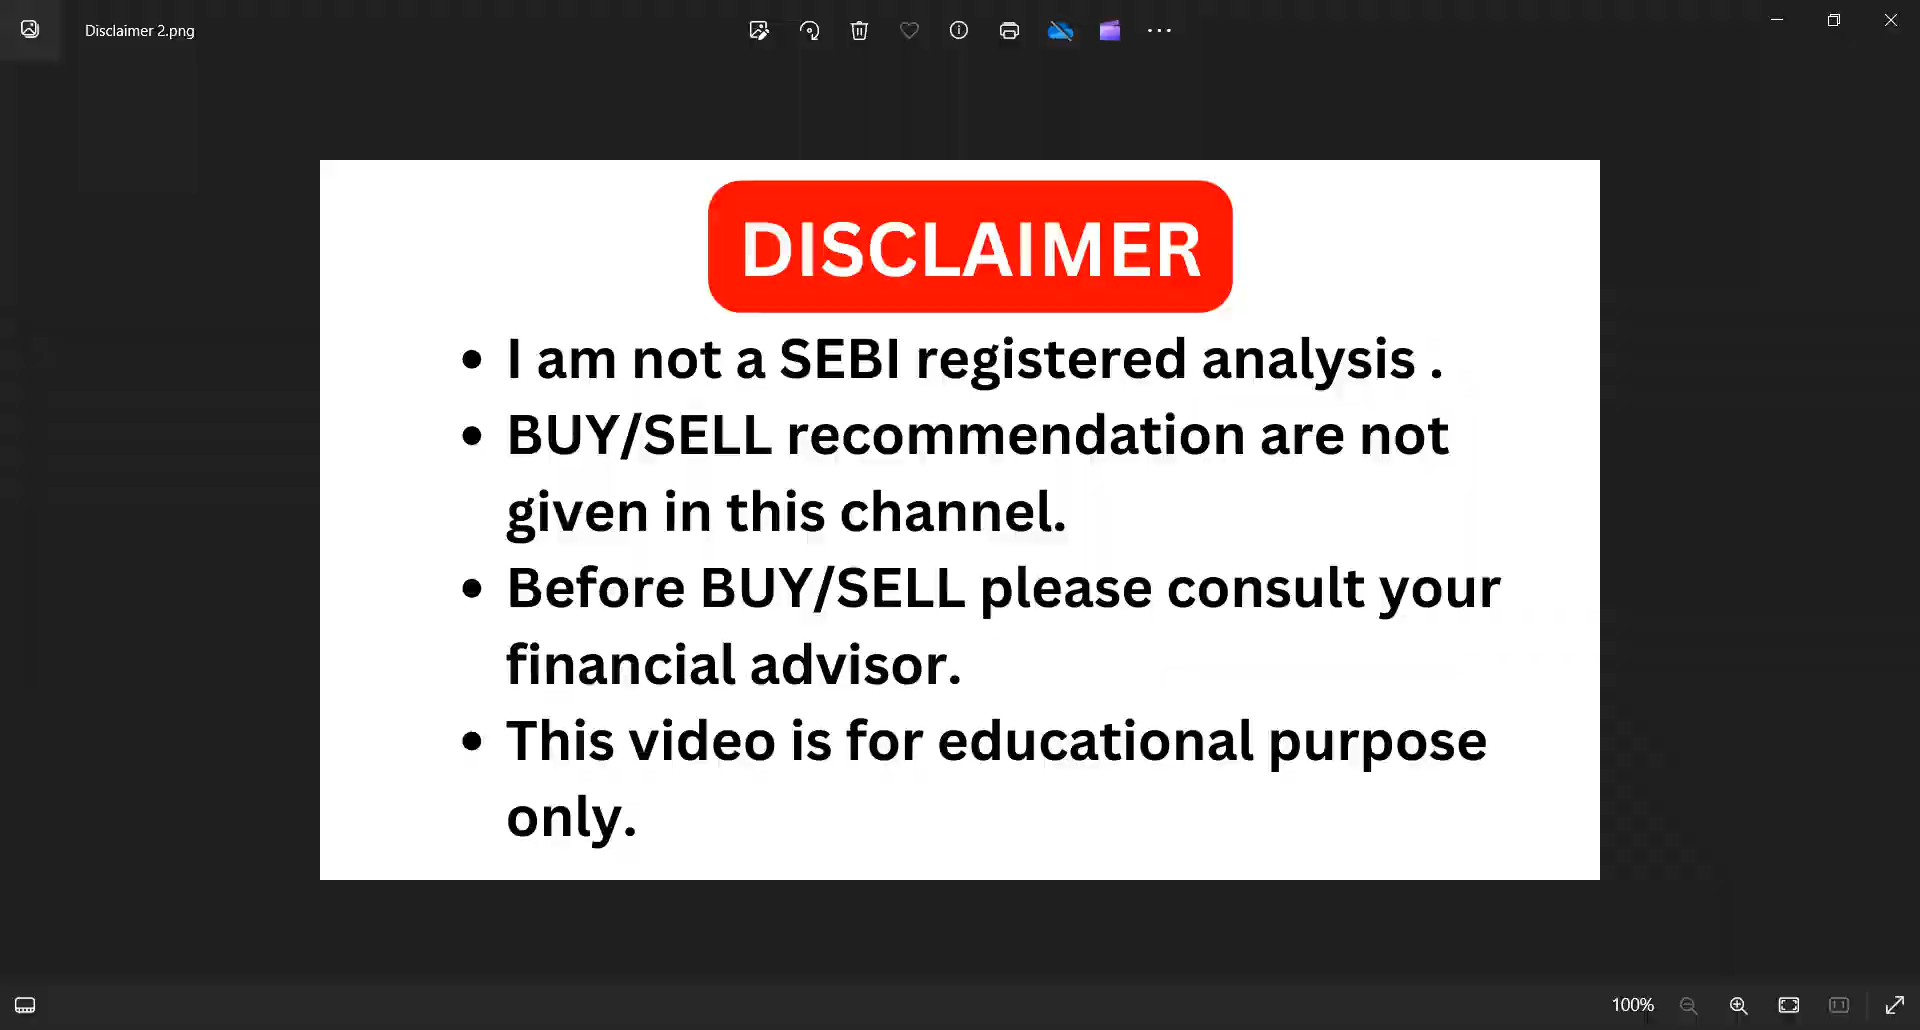 Disclaimer 2.png
DISCLAIMER
• I am not a SEBI registered analysis .
• BUY/SELL recommendation are not
given in this channel.
• Before BUY/SELL please consult your
financial advisor.
• This video is for educational purpose
only.
100%